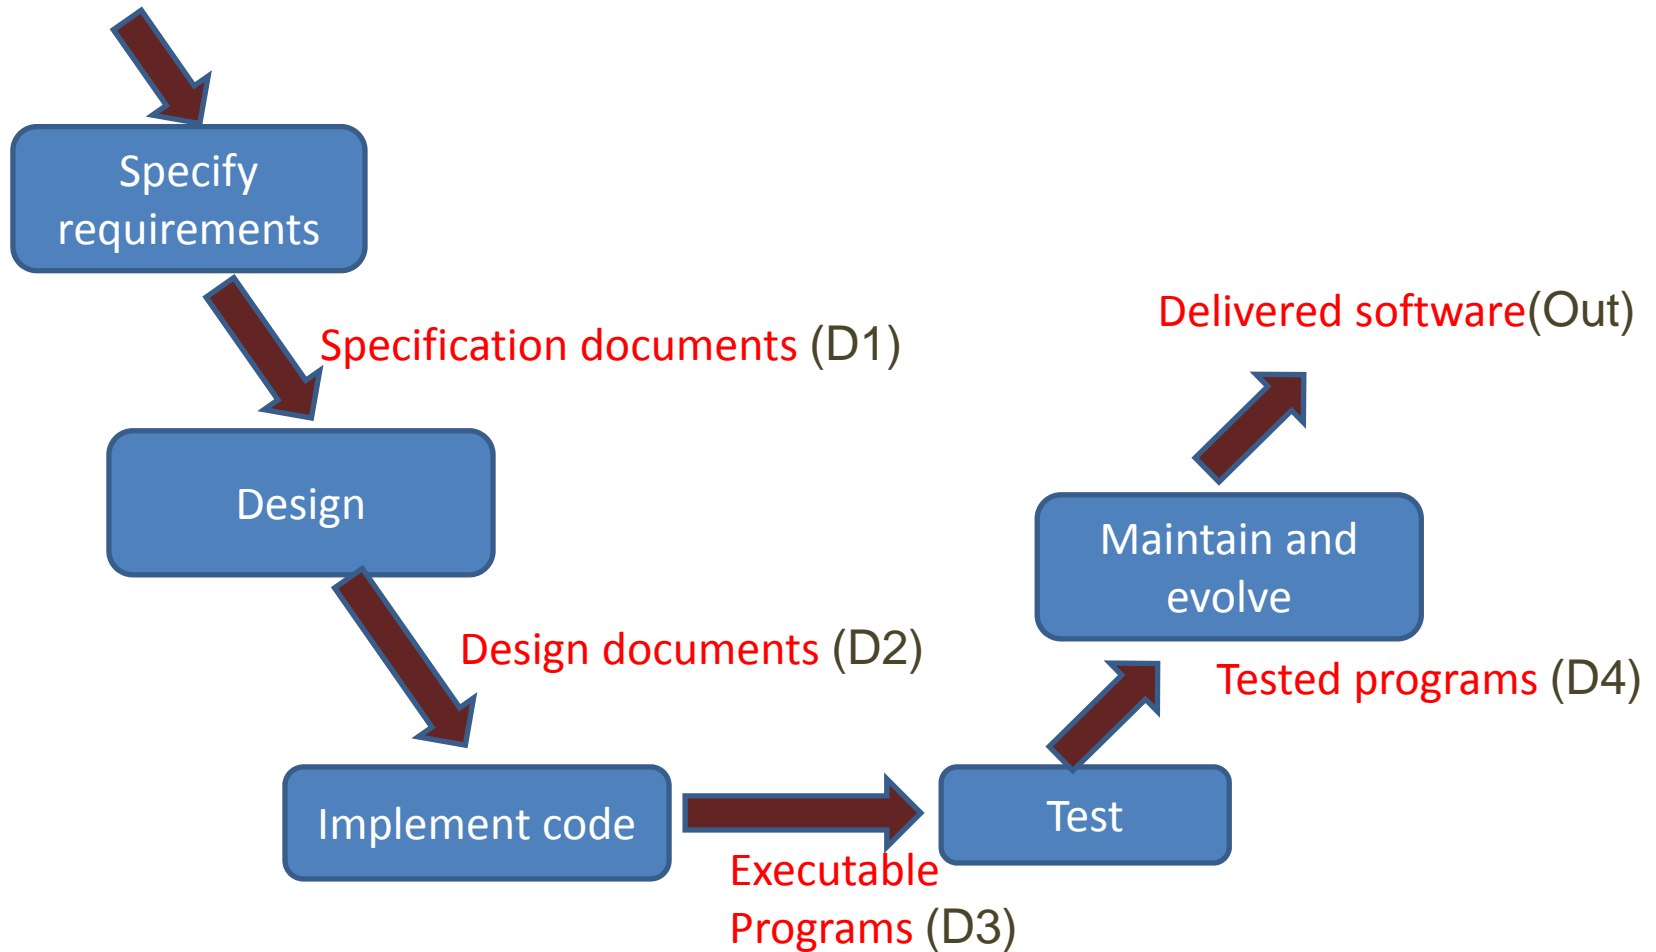 Specify
requirements
Specification documents (D1)
Design
Design documents (D2)
Implement code
Executable
Programs (D3)
Test
Tested programs (D4)
Maintain and
evolve
Delivered software(Out)